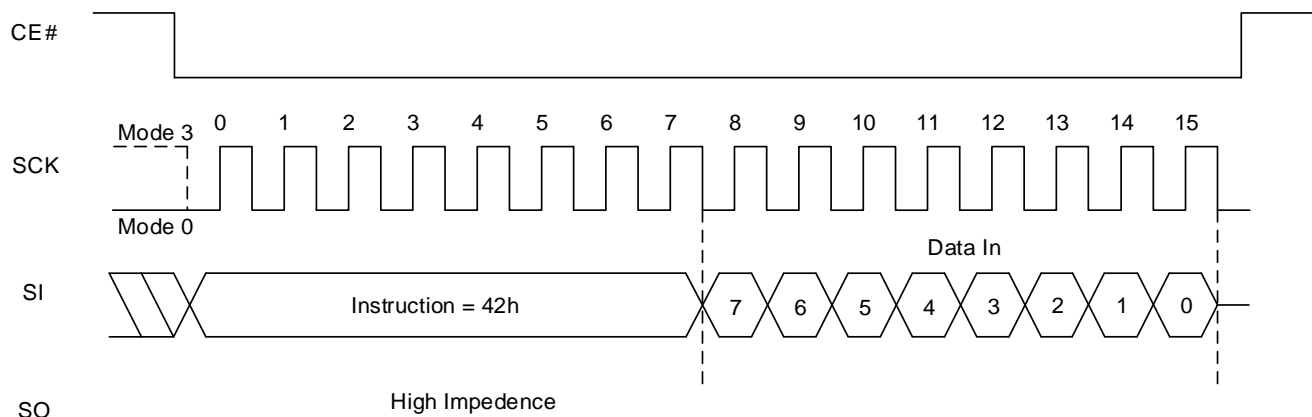 CE#
Mode 3
0 1 2 3 4 5 6 7 8 9 10 11 12 13 14 15
SCK
Mode 0
Data In
SI
Instruction = 42h
7 6 5 4 3 2 1 0
High Impedence
SO